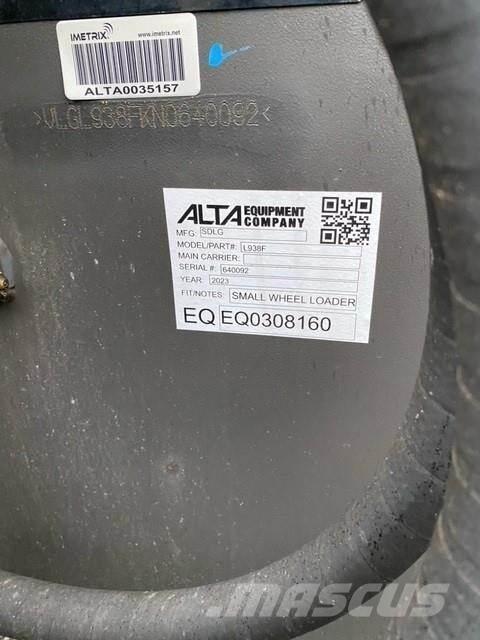 IMETRIX
www.imetrix.net
ALTA0035157
>VLGL938FKN0640092<
ALTA EQUIPMENT COMPANY
MFG: SDLG
MODEL/PART#: L938F
MAIN CARRIER:
SERIAL #: 640092
YEAR: 2023
FIT/NOTES: SMALL WHEEL LOADER
EQ EQ0308160
MASCUS